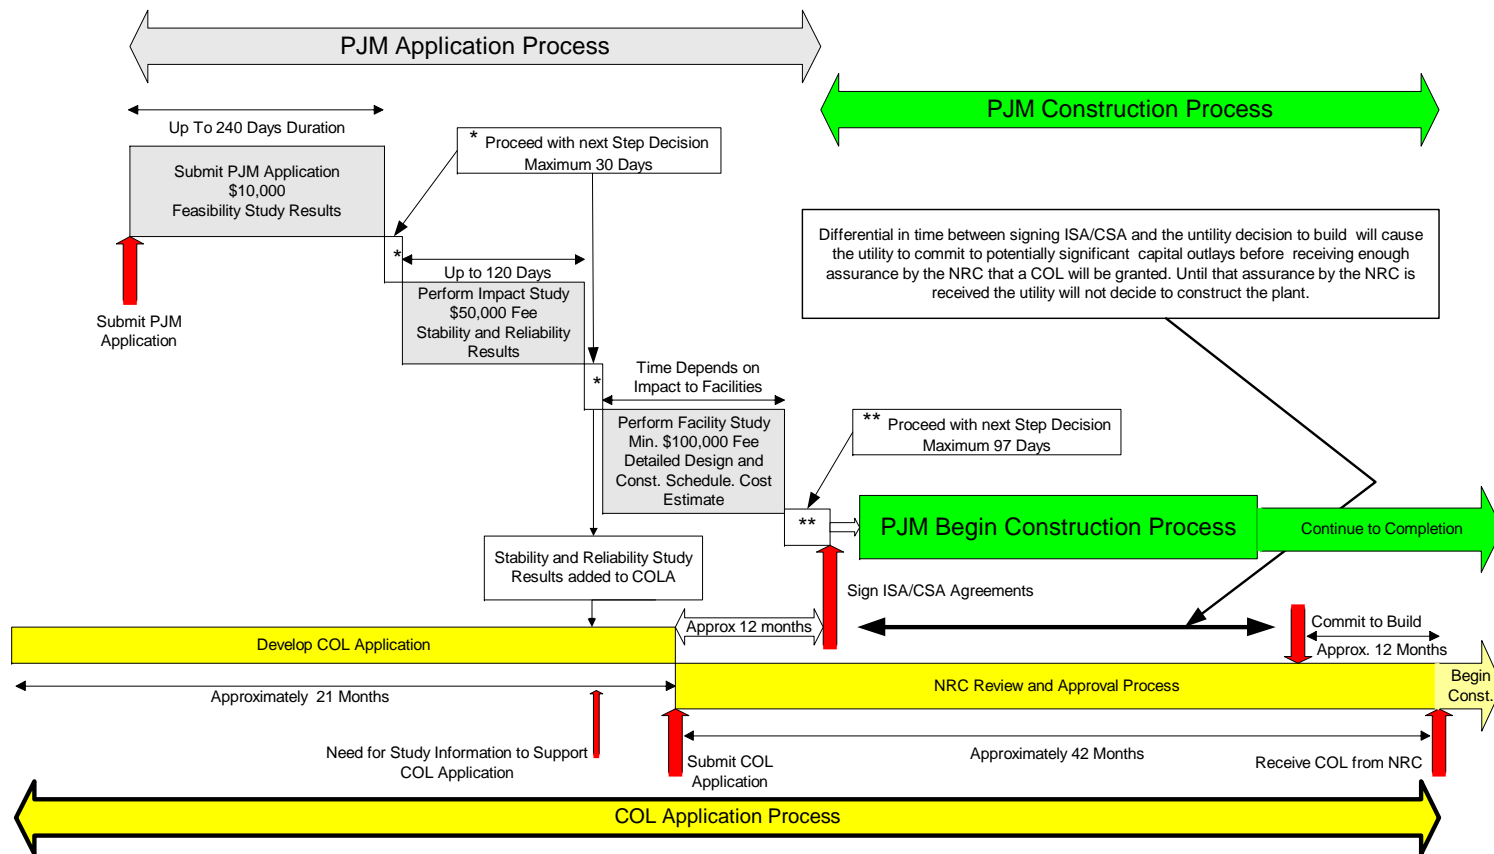 PJM Application Process
PJM Construction Process
Up To 240 Days Duration
* Proceed with next Step Decision
Maximum 30 Days
Submit PJM Application
$10,000
Feasibility Study Results
*
Submit PJM
Application
Up to 120 Days
Perform Impact Study
$50,000 Fee
Stability and Reliability
Results
Differential in time between signing ISA/CSA and the untility decision to build will cause
the utility to commit to potentially significant capital outlays before receiving enough
assurance by the NRC that a COL will be granted. Until that assurance by the NRC is
received the utility will not decide to construct the plant.
*
Time Depends on
Impact to Facilities
Perform Facility Study
Min. $100,000 Fee
Detailed Design and
Const. Schedule. Cost
Estimate
** Proceed with next Step Decision
Maximum 97 Days
**
PJM Begin Construction Process
Continue to Completion
Stability and Reliability Study
Results added to COLA
Sign ISA/CSA Agreements
Approx 12 months
Commit to Build
Approx. 12 Months
Develop COL Application
NRC Review and Approval Process
Begin
Const.
Approximately 21 Months
Need for Study Information to Support
COL Application
Submit COL
Application
Approximately 42 Months
Receive COL from NRC
COL Application Process